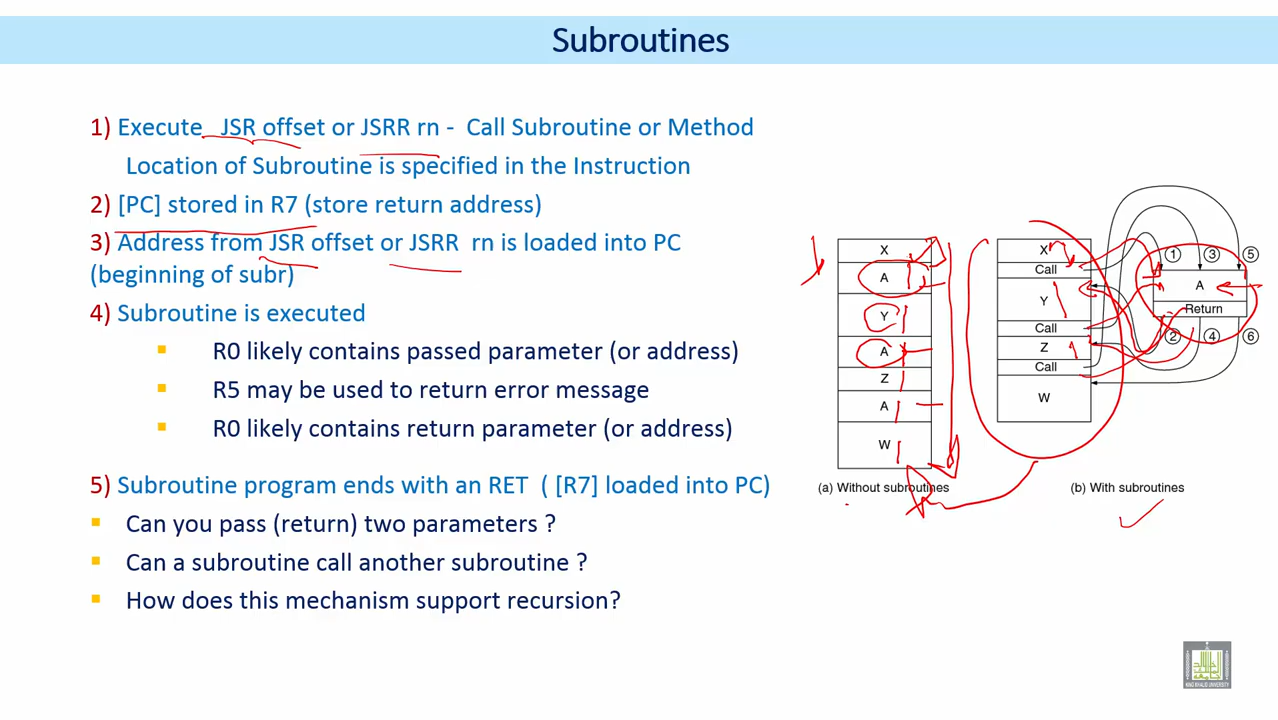 Subroutines
1) Execute JSR offset or JSRR rn - Call Subroutine or Method
Location of Subroutine is specified in the Instruction
2) [PC] stored in R7 (store return address)
3) Address from JSR offset or JSRR rn is loaded into PC
(beginning of subr)
4) Subroutine is executed
▪ R0 likely contains passed parameter (or address)
▪ R5 may be used to return error message
▪ R0 likely contains return parameter (or address)
5) Subroutine program ends with an RET ( [R7] loaded into PC)
▪ Can you pass (return) two parameters ?
▪ Can a subroutine call another subroutine ?
▪ How does this mechanism support recursion?
X
A
Y
A
Z
A
W
(a) Without subroutines
X
Call
Y
Call
Z
Call
W
1 3 5
A
Return
2 4 6
(b) With subroutines
KING KHALID UNIVERSITY